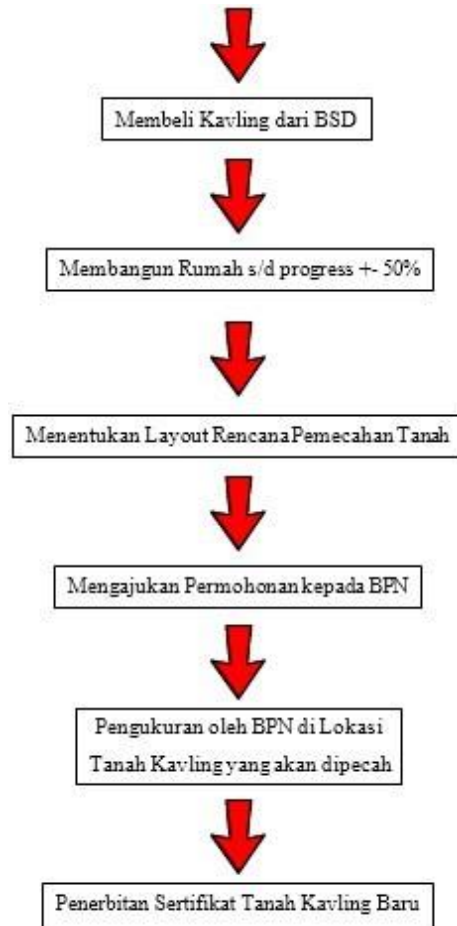 Membeli Kavling dari BSD
Membangun Rumah s/d progress +- 50%
Menentukan Layout Rencana Pemecahan Tanah
Mengajukan Permohonan kepada BPN
Pengukuran oleh BPN di Lokasi
Tanah Kavling yang akan dipecah
Penerbitan Sertifikat Tanah Kavling Baru